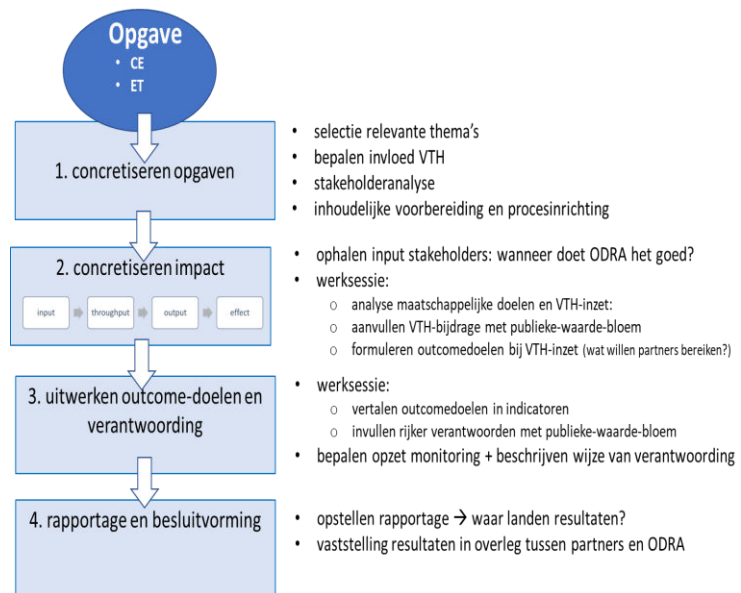 Opgave
• CE
• ET
1. concretiseren opgaven
• selectie relevante thema's
• bepalen invloed VTH
• stakeholderanalyse
• inhoudelijke voorbereiding en procesinrichting
2. concretiseren impact
input
throughput
output
effect
• ophalen input stakeholders: wanneer doet ODRA het goed?
• werksessie:
o analyse maatschappelijke doelen en VTH-inzet:
o aanvullen VTH-bijdrage met publieke-waarde-bloem
o formuleren outcomedoelen bij VTH-inzet (wat willen partners bereiken?)
3. uitwerken outcome-doelen en
verantwoording
• werksessie:
o vertalen outcomedoelen in indicatoren
o invullen rijker verantwoorden met publieke-waarde-bloem
• bepalen opzet monitoring + beschrijven wijze van verantwoording
4. rapportage en besluitvorming
• opstellen rapportage → waar landen resultaten?
• vaststelling resultaten in overleg tussen partners en ODRA